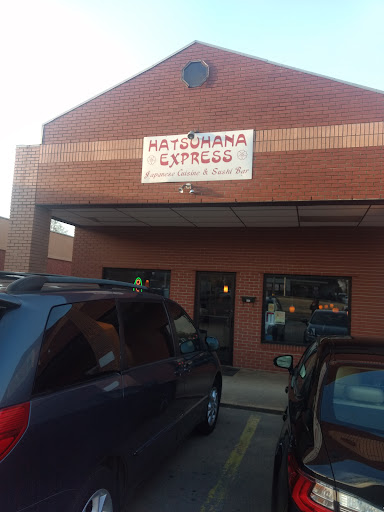 HATSUHANA
EXPRESS
Japanese Cuisine & Sushi Bar